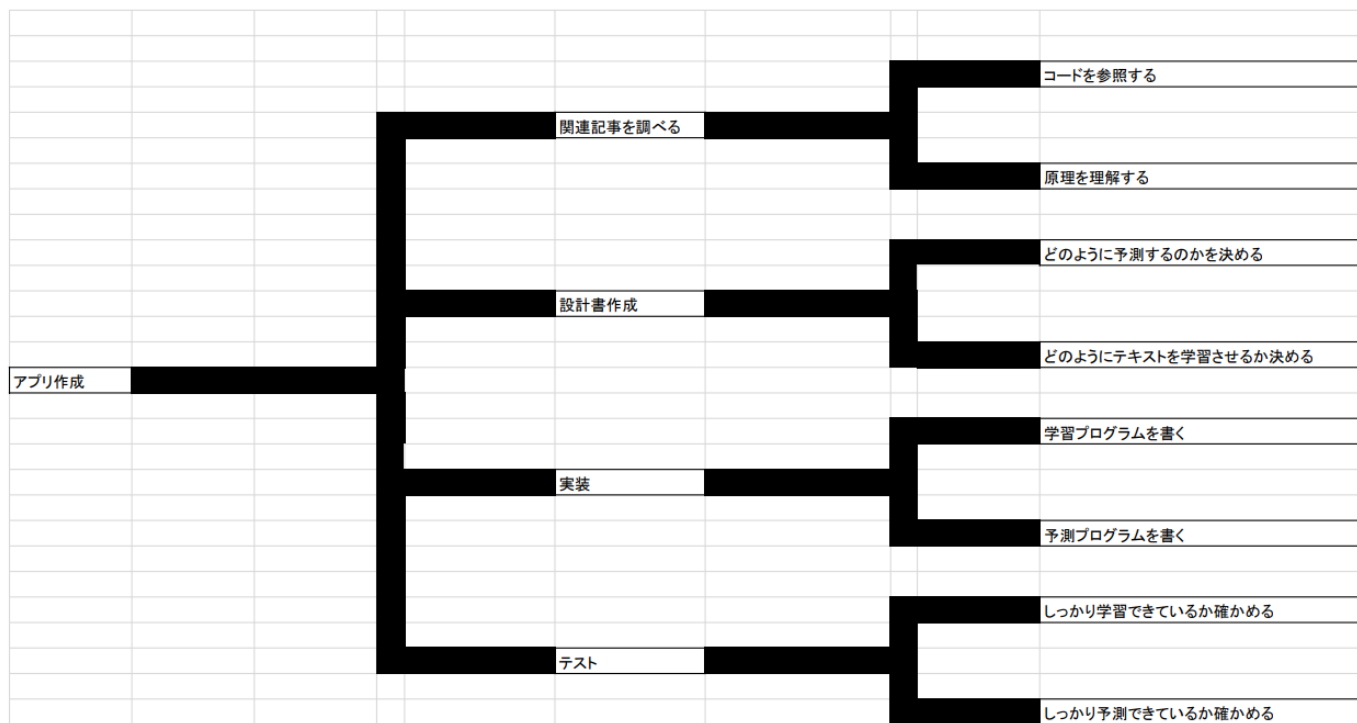 コードを参照する
関連記事を調べる
原理を理解する
どのように予測するのかを決める
設計書作成
どのようにテキストを学習させるか決める
アプリ作成
学習プログラムを書く
実装
予測プログラムを書く
しっかり学習できているか確かめる
テスト
しっかり予測できているか確かめる